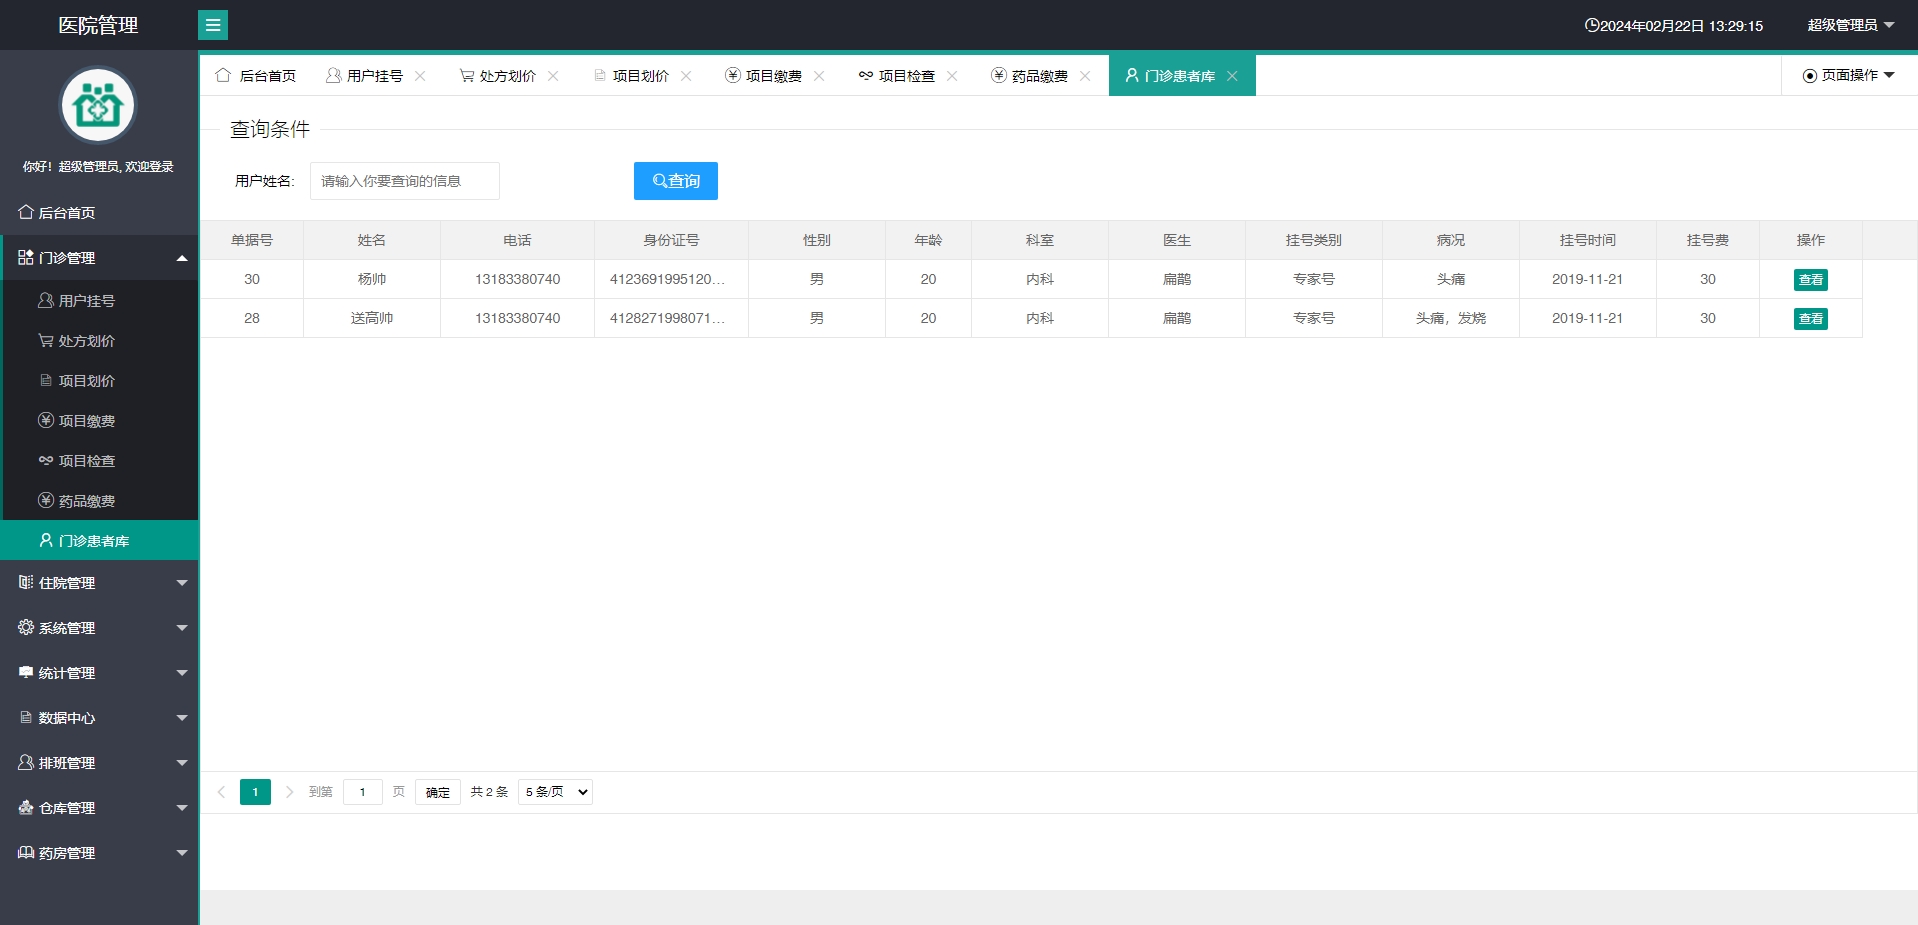 医院管理
2024年02月22日 13:29:15
超级管理员
你好！超级管理员, 欢迎登录
后台首页
门诊管理
用户挂号
处方划价
项目划价
项目缴费
项目检查
药品缴费
门诊患者库
住院管理
系统管理
统计管理
数据中心
排班管理
仓库管理
药房管理
后台首页 用户挂号 处方划价 项目划价 项目缴费 项目检查 药品缴费 门诊患者库 页面操作
查询条件
用户姓名: 请输入你要查询的信息 查询
单据号 姓名 电话 身份证号 性别 年龄 科室 医生 挂号类别 病况 挂号时间 挂号费 操作
30 杨帅 13183380740 4123691995120... 男 20 内科 扁鹊 专家号 头痛 2019-11-21 30 查看
28 送高帅 13183380740 4128271998071... 男 20 内科 扁鹊 专家号 头痛，发烧 2019-11-21 30 查看
1 到第 1 页 确定 共 2 条 5 条/页